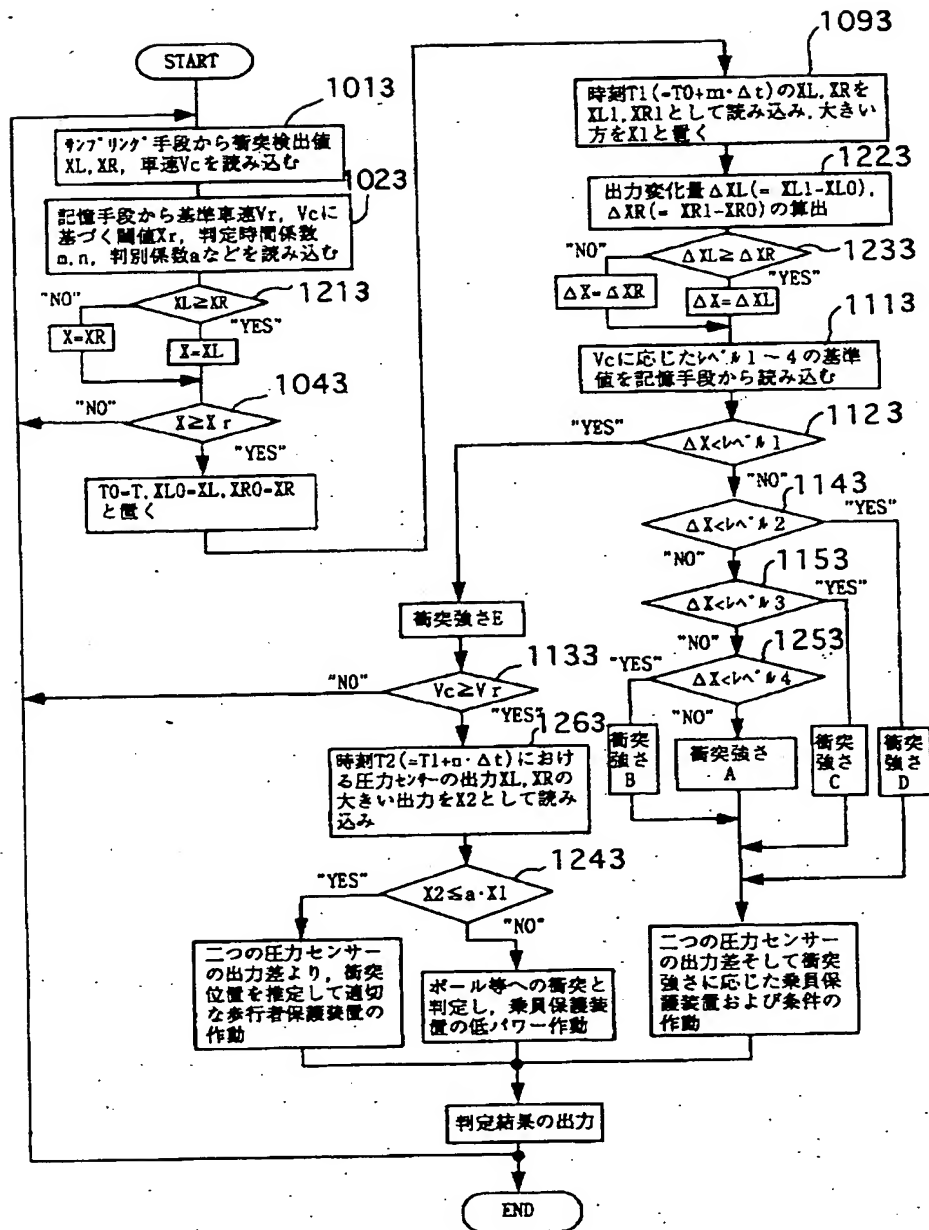 START
1013
サンプリング手段から衝突検出値
XL,XR, 車速Vcを読み込む
1023
記憶手段から基準車速Vr, Vcに
基づく閾値Xr, 判定時間係数
m,n, 判別係数aなどを読み込む
1213
XL≧XR
"NO"
"YES"
X=XR
X=XL
1043
X≧Xr
"NO"
"YES"
T0=T,XL0=XL,XR0=XR
と置く
1093
時刻T1(=T0+m·Δt)のXL,XRを
XL1,XR1として読み込み,大きい
方をX1と置く
1223
出力変化量ΔXL(= XL1-XL0),
ΔXR(= XR1-XR0)の算出
1233
ΔXL≧ΔXR
"NO"
"YES"
ΔX=ΔXR
ΔX=ΔXL
1113
Vcに応じたレベル1〜4の基準
値を記憶手段から読み込む
1123
ΔX<レベル1
"YES"
"NO"
1143
ΔX<レベル2
"YES"
"NO"
1153
ΔX<レベル3
"YES"
"NO"
1253
ΔX<レベル4
"YES"
"NO"
衝突
強さ
B
衝突強さ
A
衝突
強さ
C
衝突
強さ
D
衝突強さE
1133
Vc≧Vr
"NO"
"YES"
1263
時刻T2(=T1+n·Δt)におけ
る圧力センサーの出力XL,XRの
大きい出力をX2として読み
込み
1243
X2≦a·X1
"YES"
"NO"
二つの圧力センサー
の出力差より,衝突
位置を推定して適切
な歩行者保護装置の
作動
ポール等への衝突と
判定し,乗員保護装
置の低パワー作動
二つの圧力センサー
の出力差そして衝突
強さに応じた乗員保
護装置および条件の
作動
判定結果の出力
END